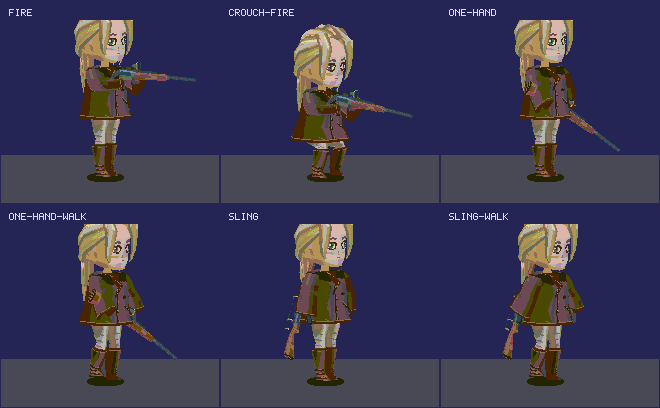 FIRE
CROUCH-FIRE
ONE-HAND
ONE-HAND-WALK
SLING
SLING-WALK